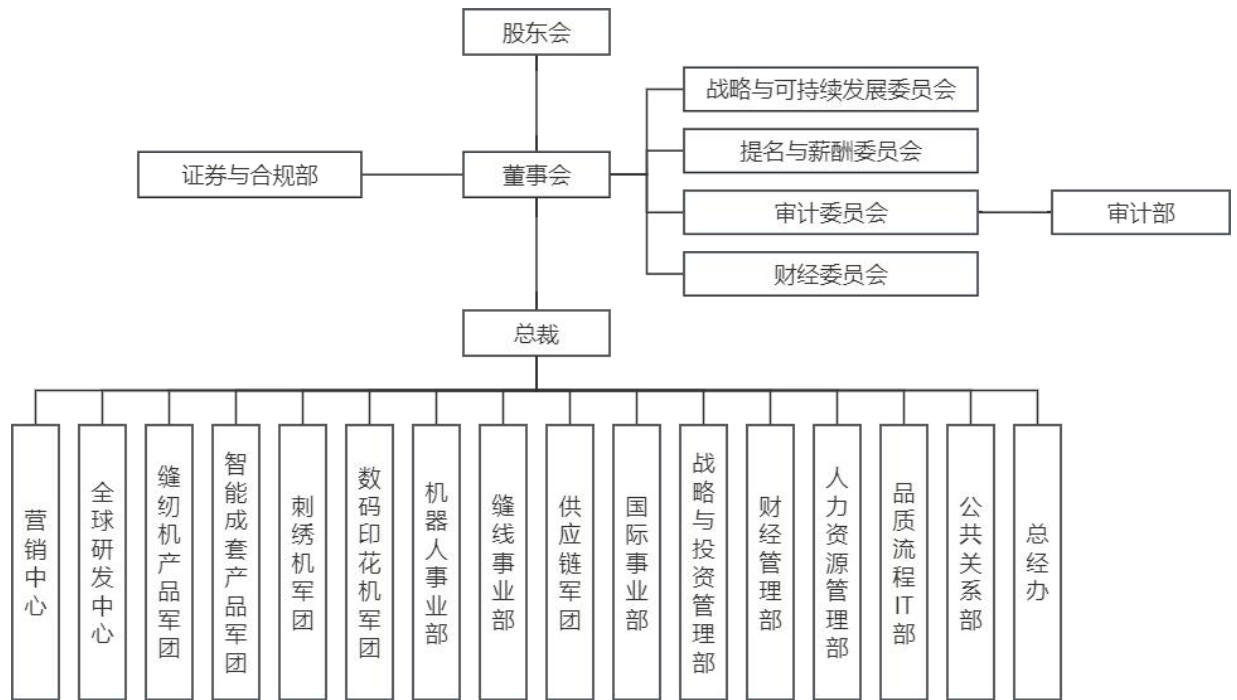 股东会
战略与可持续发展委员会
提名与薪酬委员会
证券与合规部
董事会
审计委员会
审计部
财经委员会
总裁
营销中心
全球研发中心
缝纫机产品军团
智能成套产品军团
刺绣机军团
数码印花机军团
机器人事业部
缝线事业部
供应链军团
国际事业部
战略与投资管理部
财经管理部
人力资源管理部
品质流程IT部
公共关系部
总经办